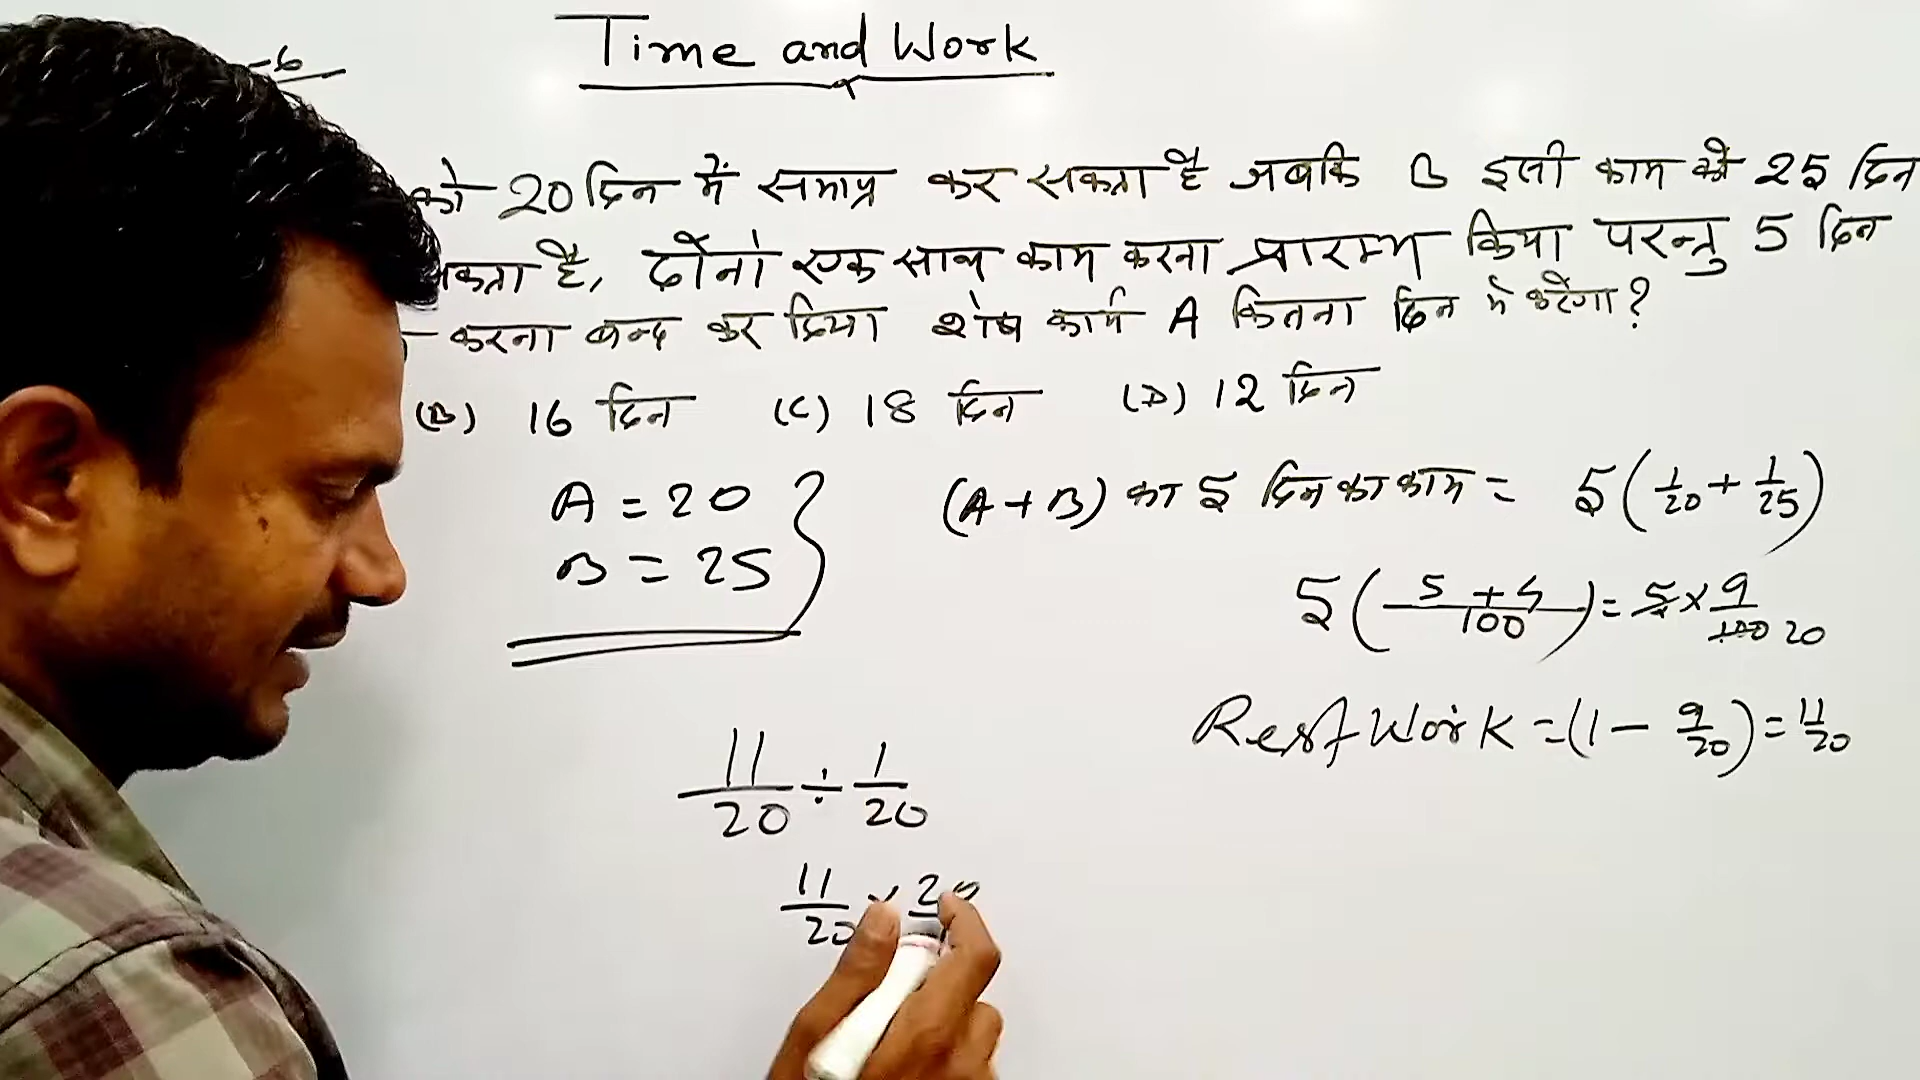 -6
Time and Work
को 20 दिन में समाप्त कर सकता है जबकि B इसी काम को 25 दिन
सकता है, दोनों एक साथ काम करना प्रारम्भ किया परन्तु 5 दिन
करना बन्द कर दिया शेष कार्य A कितना दिन में करेगा?
(B) 16 दिन (C) 18 दिन (D) 12 दिन
A = 20
B = 25
(A+B) का 5 दिन का काम = 5(1/20 + 1/25)
5(5+4/100) = 5×9/100 20
Rest Work = (1 - 9/20) = 11/20
11/20 ÷ 1/20
11/20 × 20